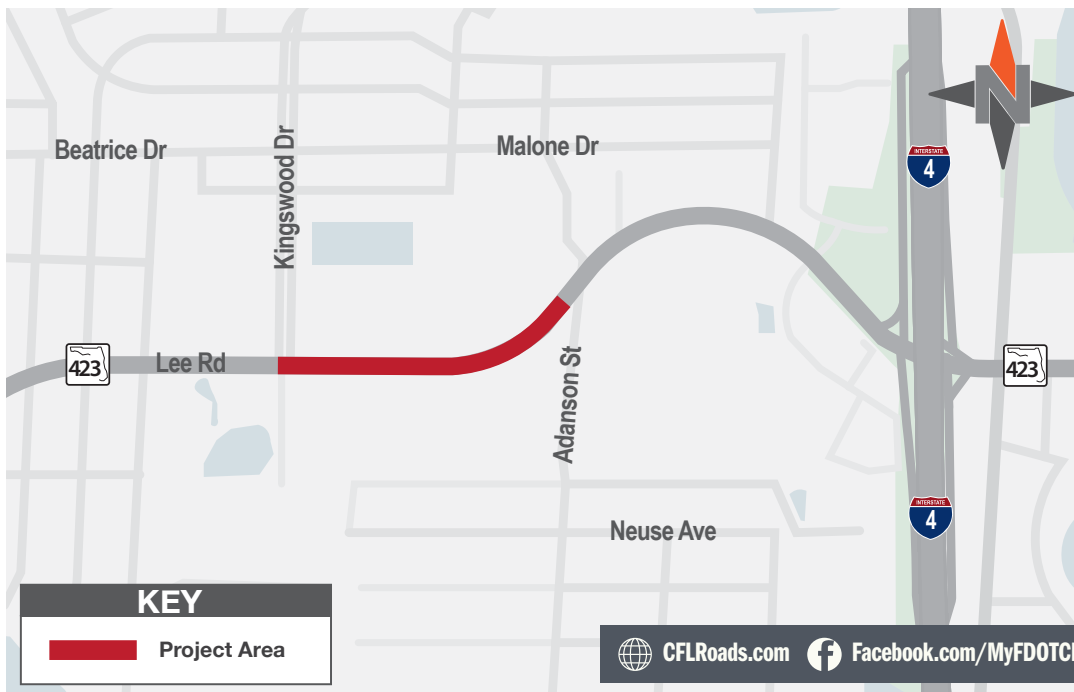 Beatrice Dr
Kingswood Dr
Malone Dr
INTERSTATE
4
N
423
Lee Rd
Adanson St
423
INTERSTATE
4
Neuse Ave
KEY
Project Area
CFLRoads.com
Facebook.com/MyFDOTCF